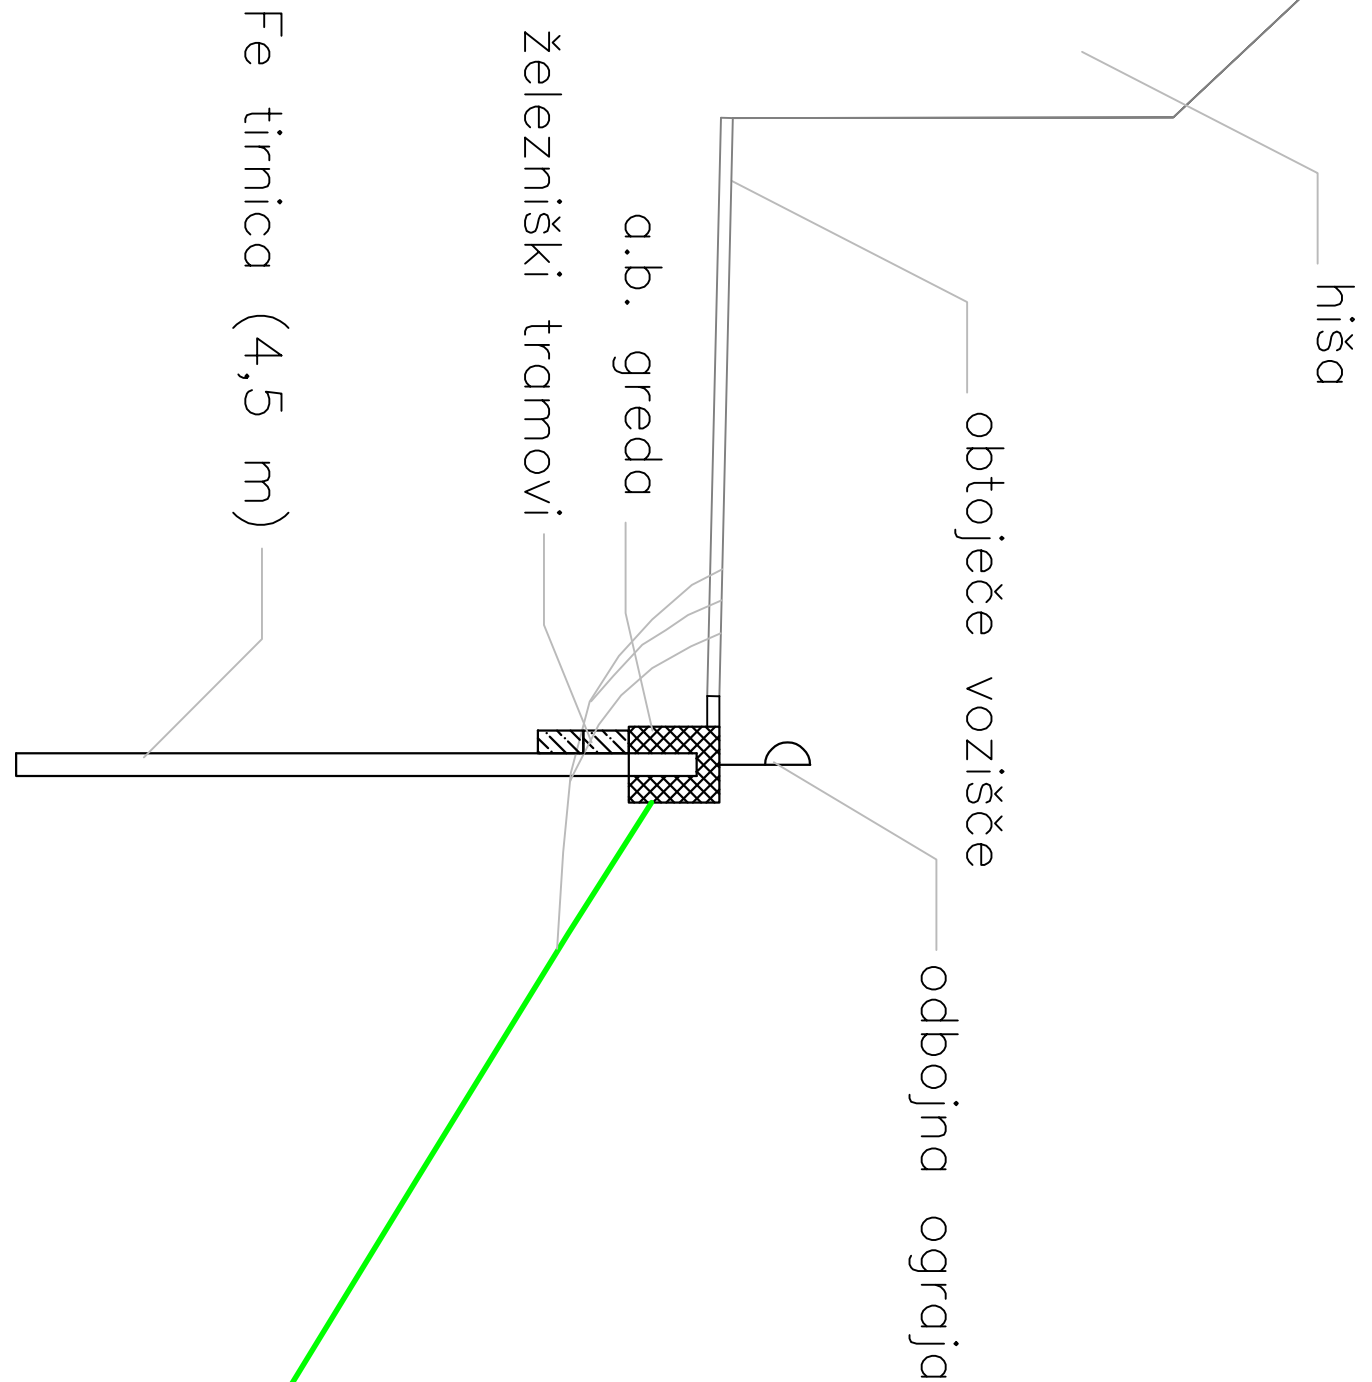 hiša
obtoječe vozišče
odbojna ograja
a.b. greda
železniški tramovi
Fe tirnica (4,5 m)